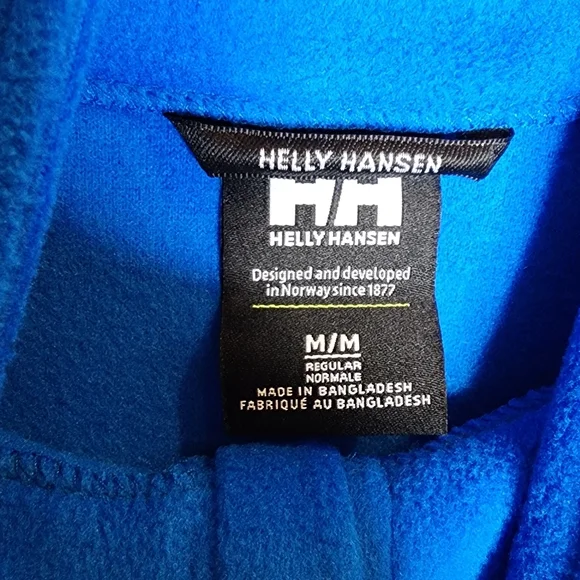 HELLY HANSEN
HH
HELLY HANSEN
Designed and developed
in Norway since 1877
M/M
REGULAR
NORMALE
MADE IN BANGLADESH
FABRIQUÉ AU BANGLADESH